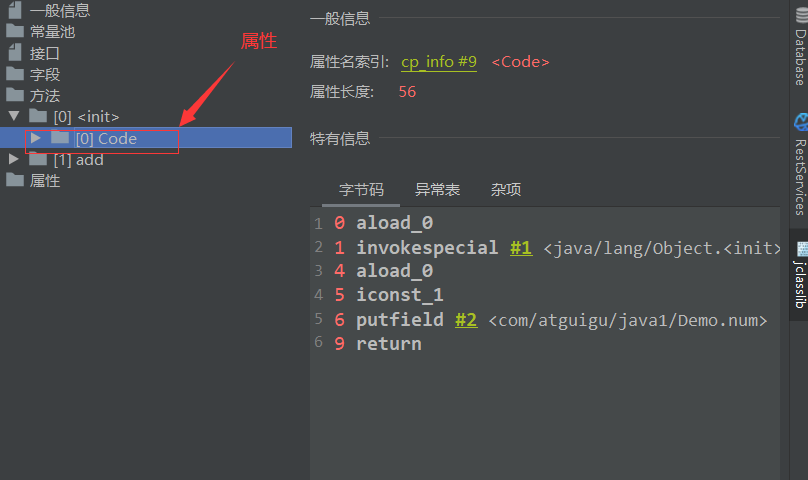 一般信息
常量池
接口
字段
方法
[0] <init>
[0] Code
[1] add
属性
属性
一般信息
属性名索引: cp_info #9 <Code>
属性长度: 56
特有信息
字节码 异常表 杂项
1 0 aload_0
2 1 invokespecial #1 <java/lang/Object.<init>
3 4 aload_0
4 5 iconst_1
5 6 putfield #2 <com/atguigu/java1/Demo.num>
6 9 return
Database
RestServices
jclasslib